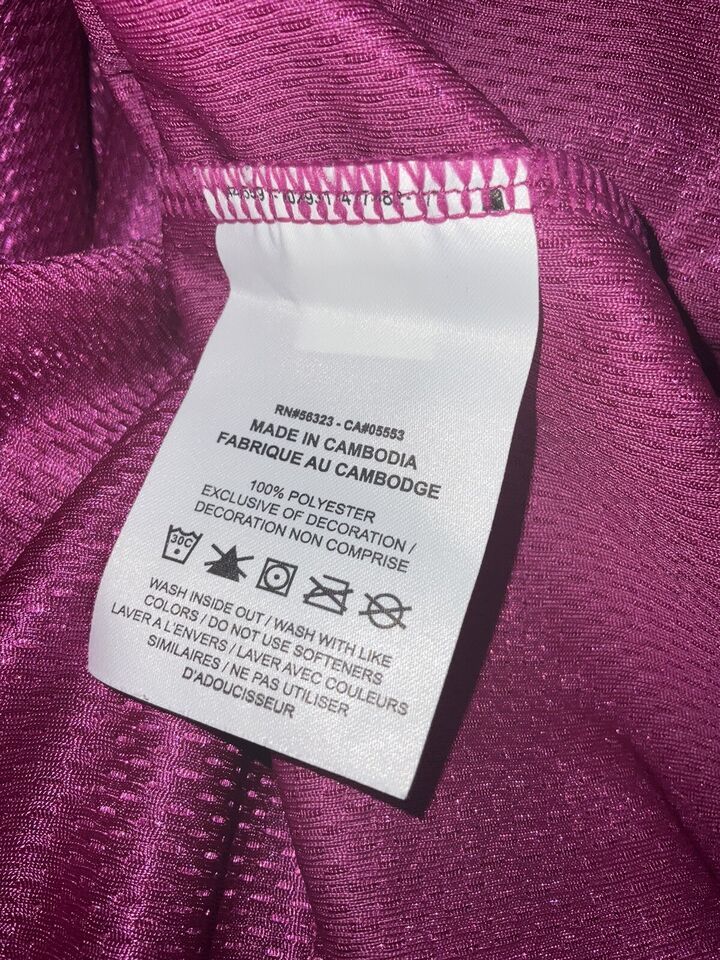 RN#56323 - CA#05553
MADE IN CAMBODIA
FABRIQUE AU CAMBODGE
100% POLYESTER
EXCLUSIVE OF DECORATION /
DECORATION NON COMPRISE
30C
WASH INSIDE OUT / WASH WITH LIKE
COLORS / DO NOT USE SOFTENERS
LAVER A L'ENVERS / LAVER AVEC COULEURS
SIMILAIRES / NE PAS UTILISER
D'ADOUCISSEUR